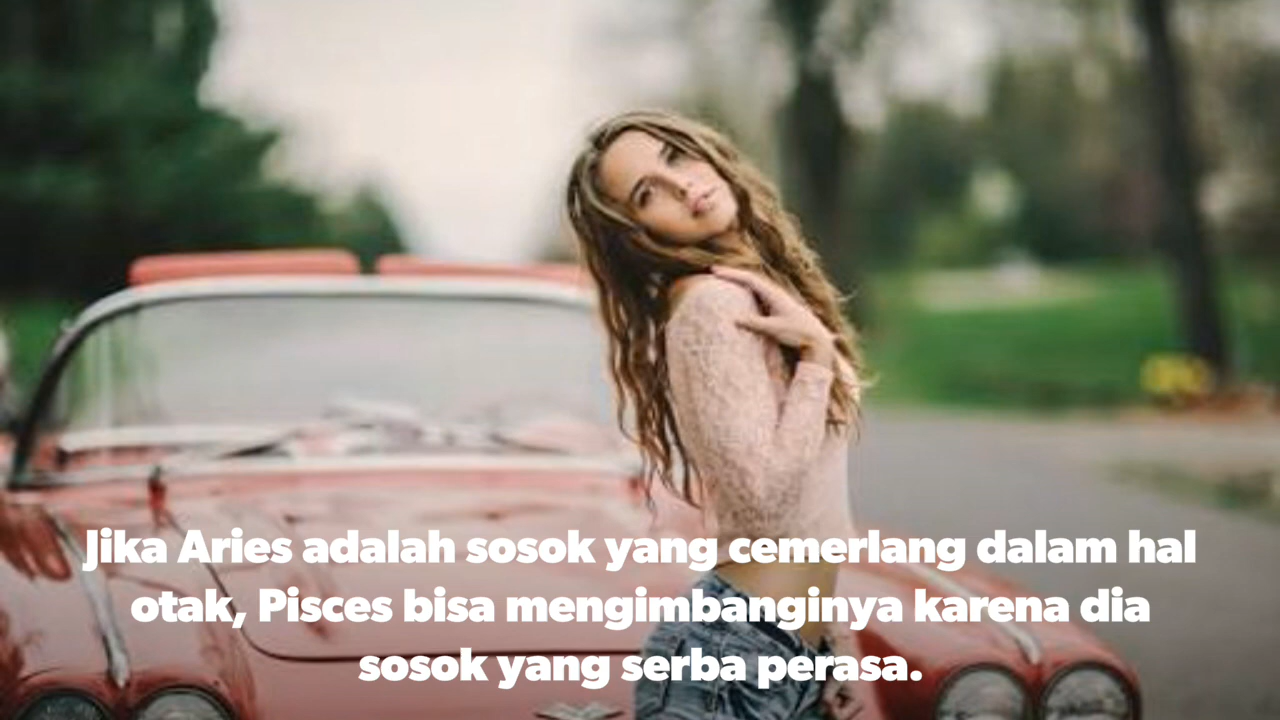 Jika Aries adalah sosok yang cemerlang dalam hal
otak, Pisces bisa mengimbanginya karena dia
sosok yang serba perasa.